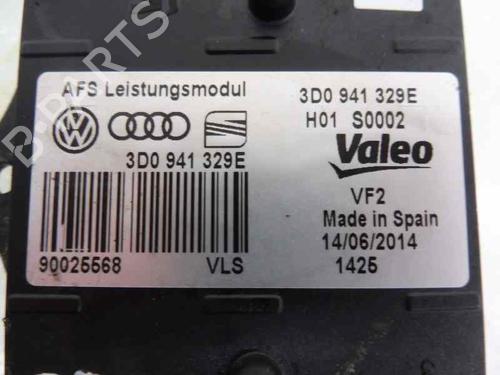 B-PARTS
AFS Leistungsmodul
3D0 941 329E
90025568 VLS
3D0 941 329E
H01 S0002
Valeo
VF2
Made in Spain
14/06/2014
1425